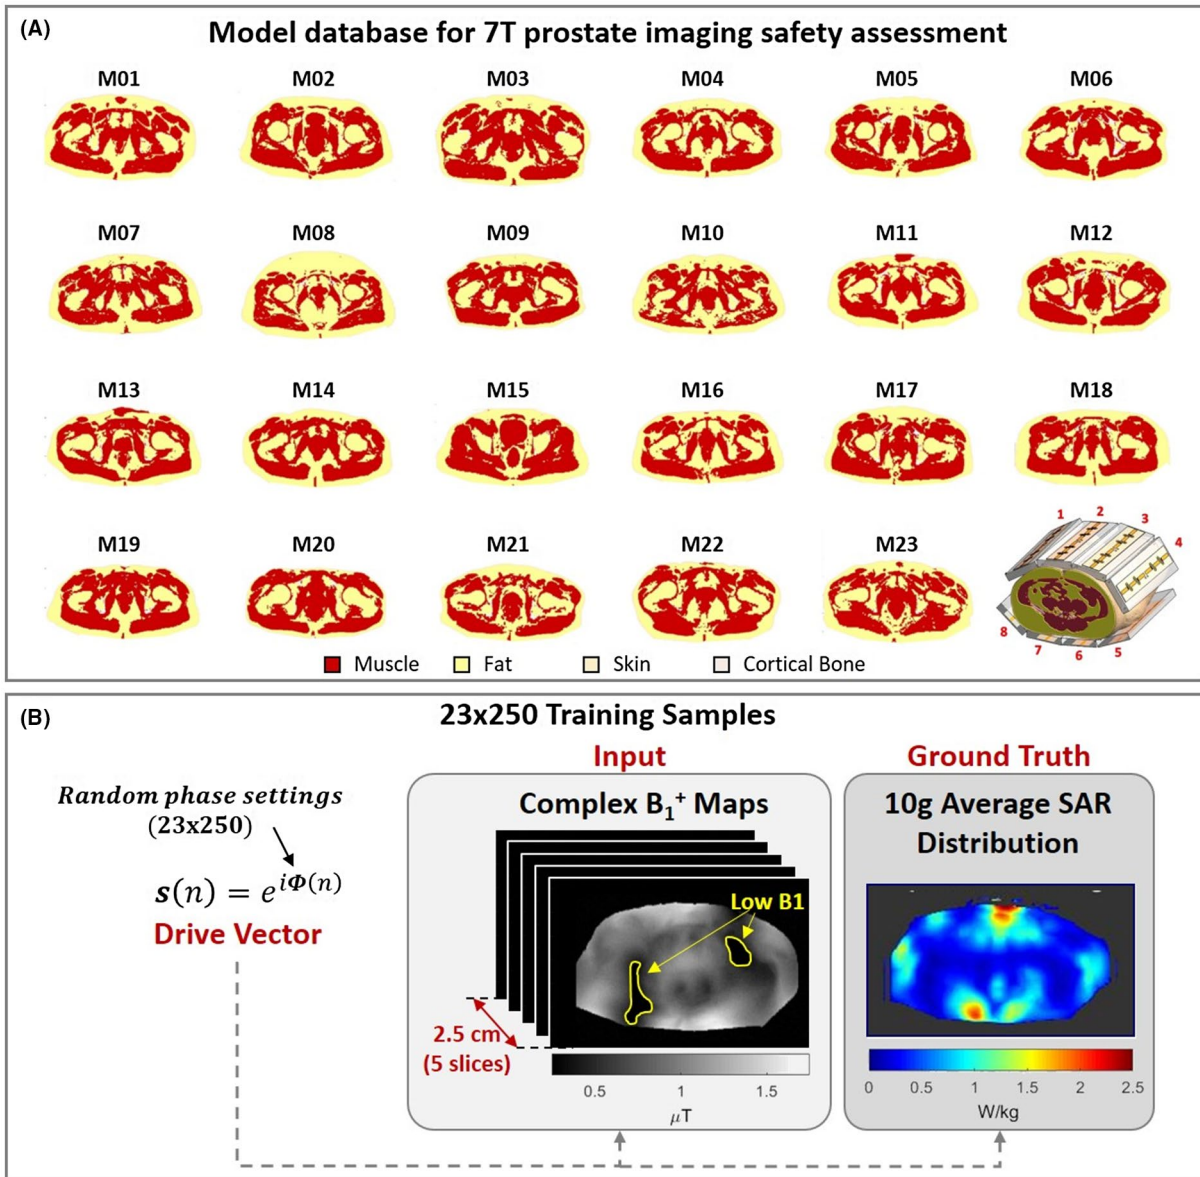 (A)
Model database for 7T prostate imaging safety assessment
M01 M02 M03 M04 M05 M06
M07 M08 M09 M10 M11 M12
M13 M14 M15 M16 M17 M18
M19 M20 M21 M22 M23
1 2 3 4
8 7 6 5
Muscle Fat Skin Cortical Bone
(B)
23x250 Training Samples
Random phase settings
(23x250)
s(n) = e^{iΦ(n)}
Drive Vector
Input
Complex B₁⁺ Maps
Low B1
2.5 cm
(5 slices)
0.5 1 1.5
μT
Ground Truth
10g Average SAR
Distribution
0 0.5 1 1.5 2 2.5
W/kg